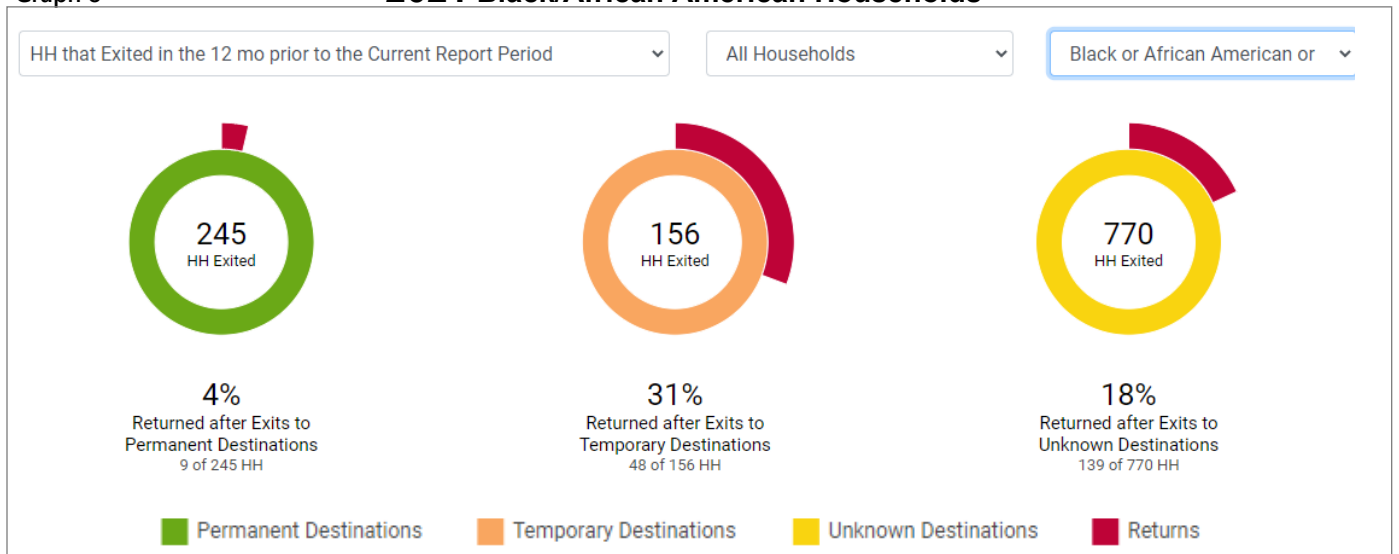 HH that Exited in the 12 mo prior to the Current Report Period
All Households
Black or African American or
245
HH Exited
156
HH Exited
770
HH Exited
4%
Returned after Exits to
Permanent Destinations
9 of 245 HH
31%
Returned after Exits to
Temporary Destinations
48 of 156 HH
18%
Returned after Exits to
Unknown Destinations
139 of 770 HH
Permanent Destinations
Temporary Destinations
Unknown Destinations
Returns